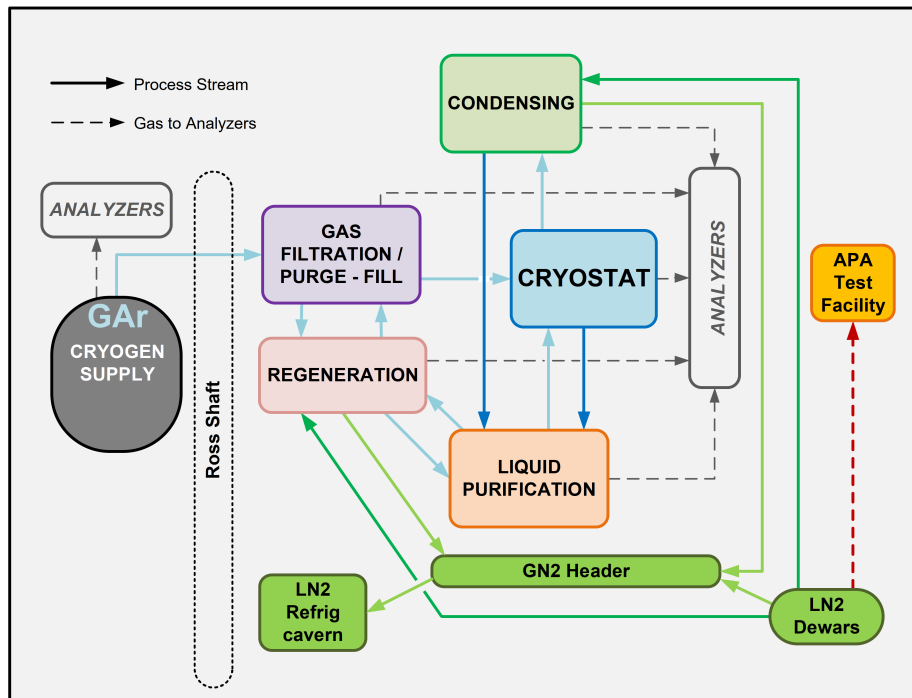 Process Stream
Gas to Analyzers
CONDENSING
ANALYZERS
GAS
FILTRATION /
PURGE - FILL
CRYOSTAT
ANALYZERS
APA
Test
Facility
GAr
CRYOGEN
SUPPLY
REGENERATION
Ross Shaft
LIQUID
PURIFICATION
GN2 Header
LN2
Refrig
cavern
LN2
Dewars